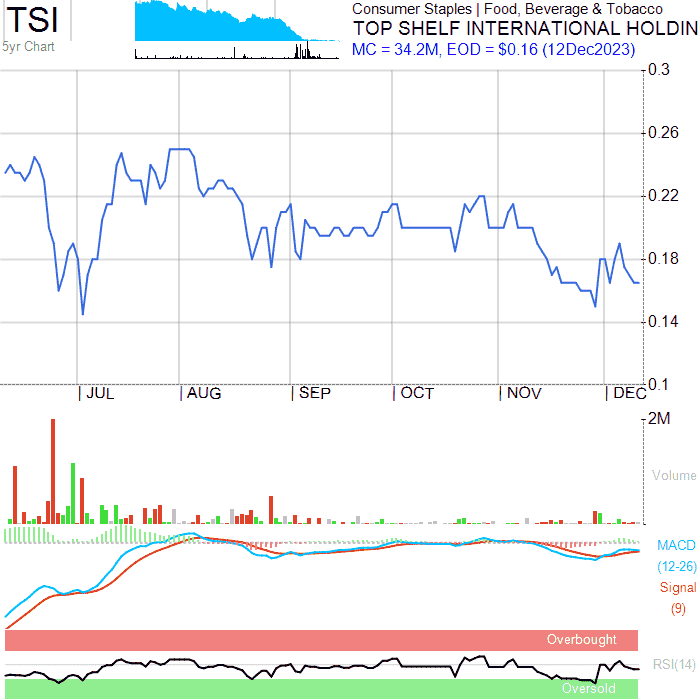 TSI
5yr Chart
Consumer Staples | Food, Beverage & Tobacco
TOP SHELF INTERNATIONAL HOLDIN
MC = 34.2M, EOD = $0.16 (12Dec2023)
0.3
0.26
0.22
0.18
0.14
0.1
| JUL | AUG | SEP | OCT | NOV | DEC
2M
Volume
MACD
(12-26)
Signal
(9)
Overbought
RSI(14)
Oversold